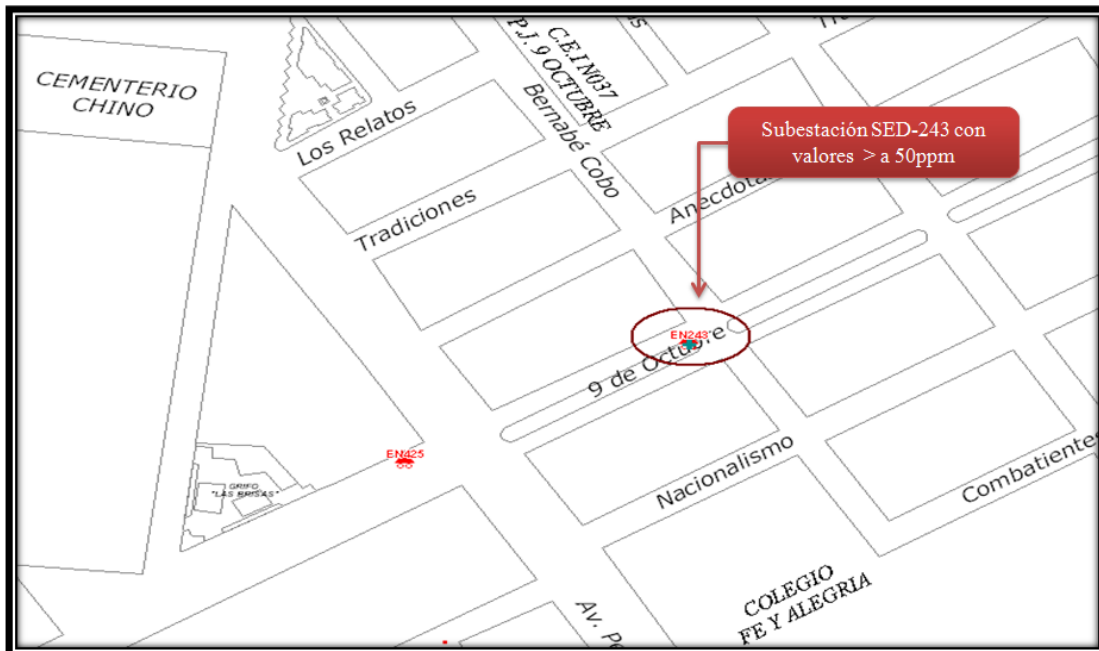 CEMENTERIO
CHINO
Los Relatos
C.E.I N037
P.J. 9 OCTUBRE
Bernabé Cobo
Subestación SED-243 con
valores > a 50ppm
Tradiciones
EN243
9 de Octubre
EN425
GRIFO
"LAS BRISAS"
Nacionalismo
Combatientes
COLEGIO
FE Y ALEGRIA
Av.